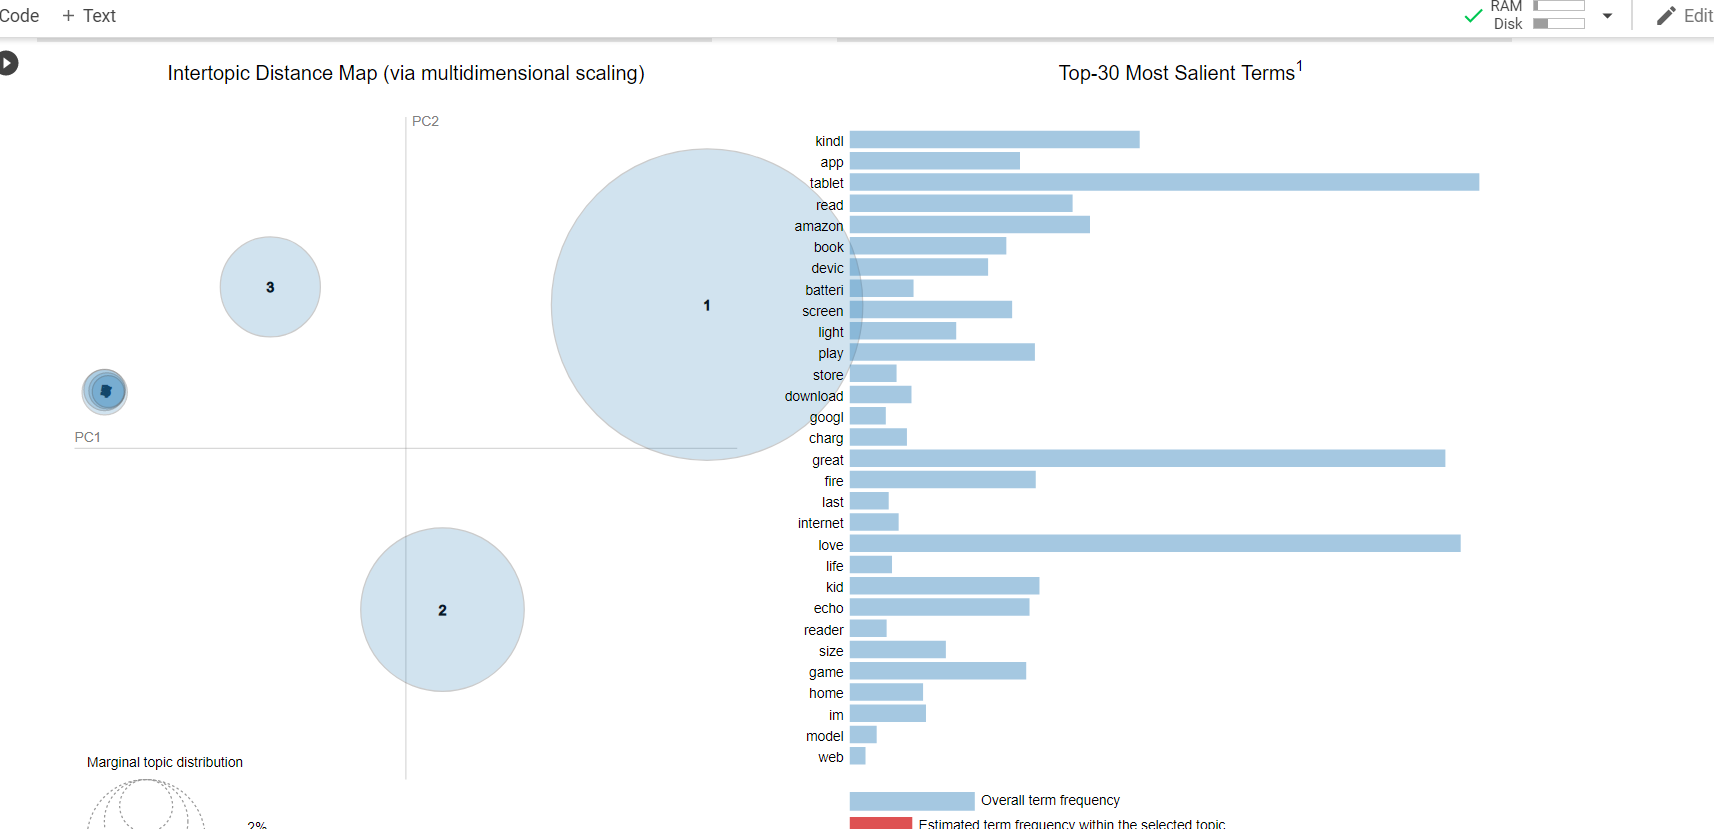 Code + Text
RAM
Disk
Edit
Intertopic Distance Map (via multidimensional scaling)
Top-30 Most Salient Terms1
PC2
PC1
1
2
3
kindl
app
tablet
read
amazon
book
devic
batteri
screen
light
play
store
download
googl
charg
great
fire
last
internet
love
life
kid
echo
reader
size
game
home
im
model
web
Marginal topic distribution
2%
Overall term frequency
Estimated term frequency within the selected topic